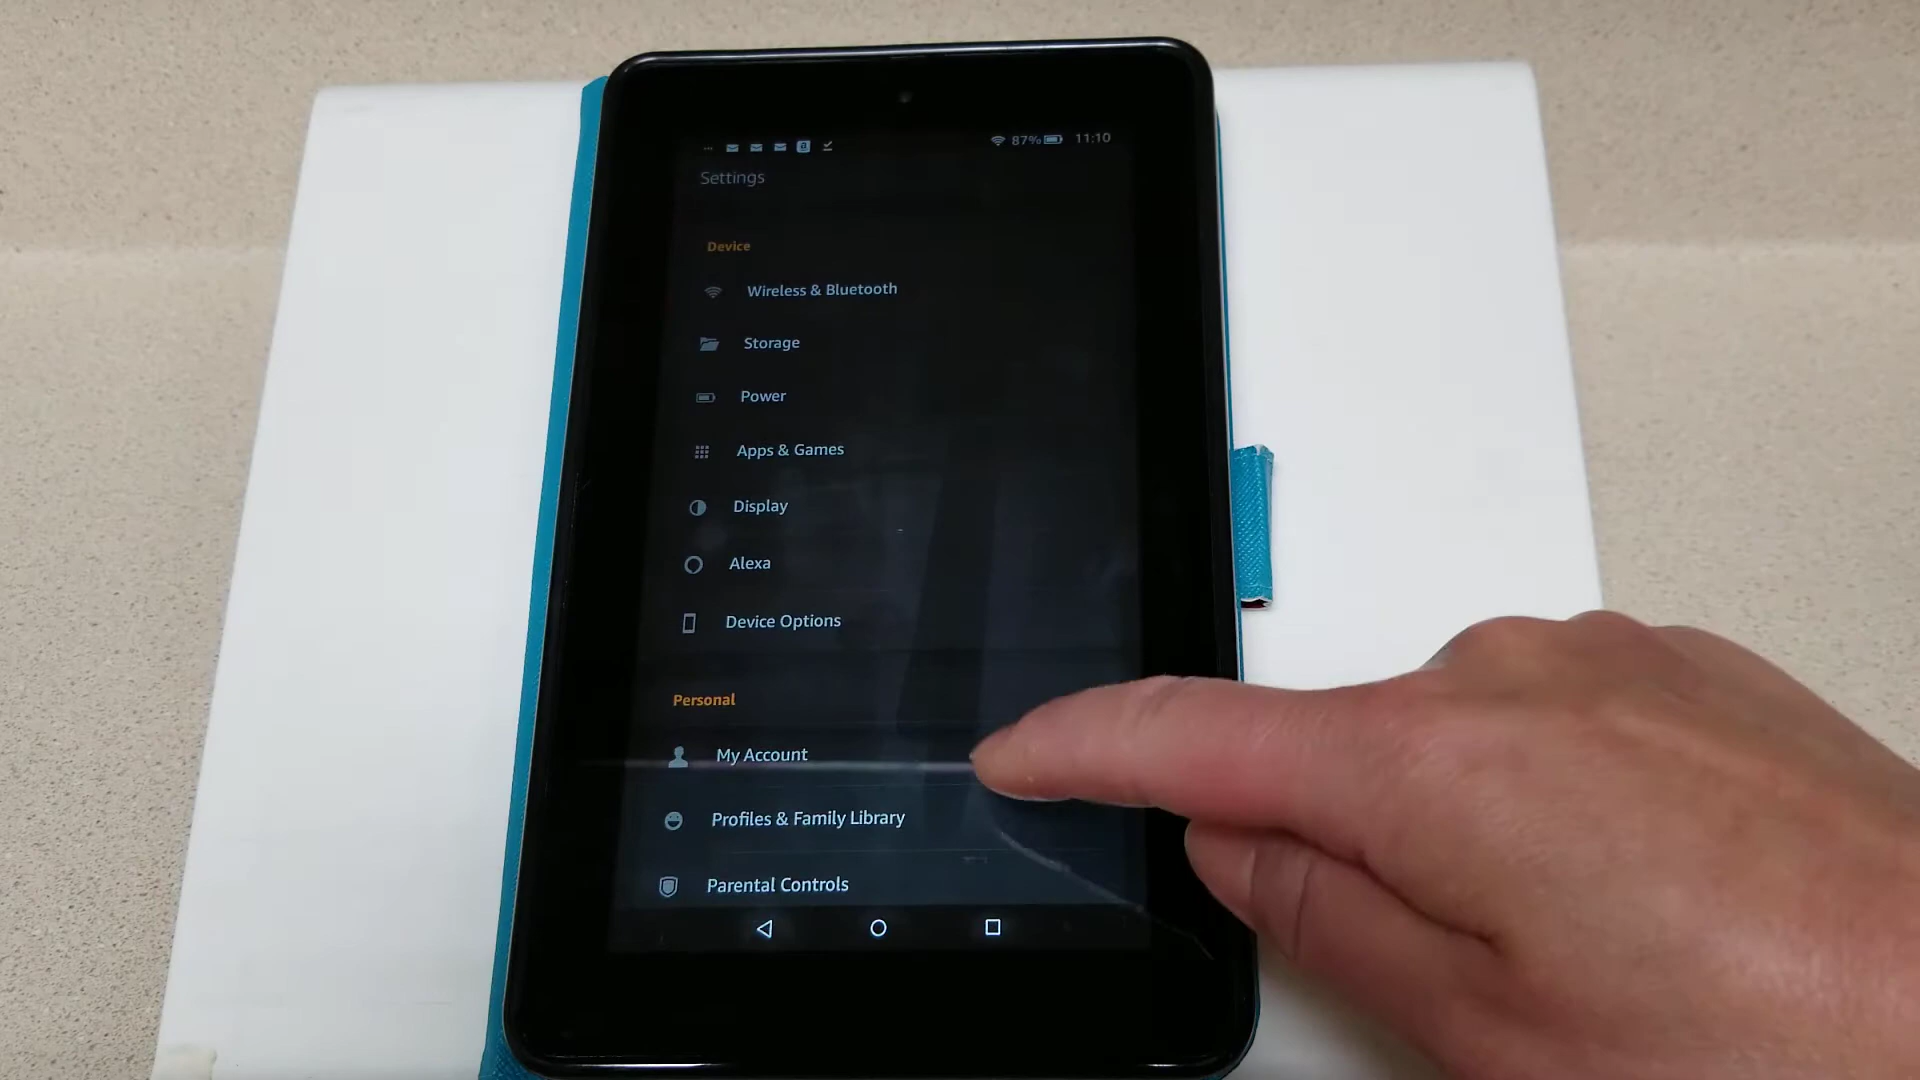 87% 11:10
Settings
Device
Wireless & Bluetooth
Storage
Power
Apps & Games
Display
Alexa
Device Options
Personal
My Account
Profiles & Family Library
Parental Controls